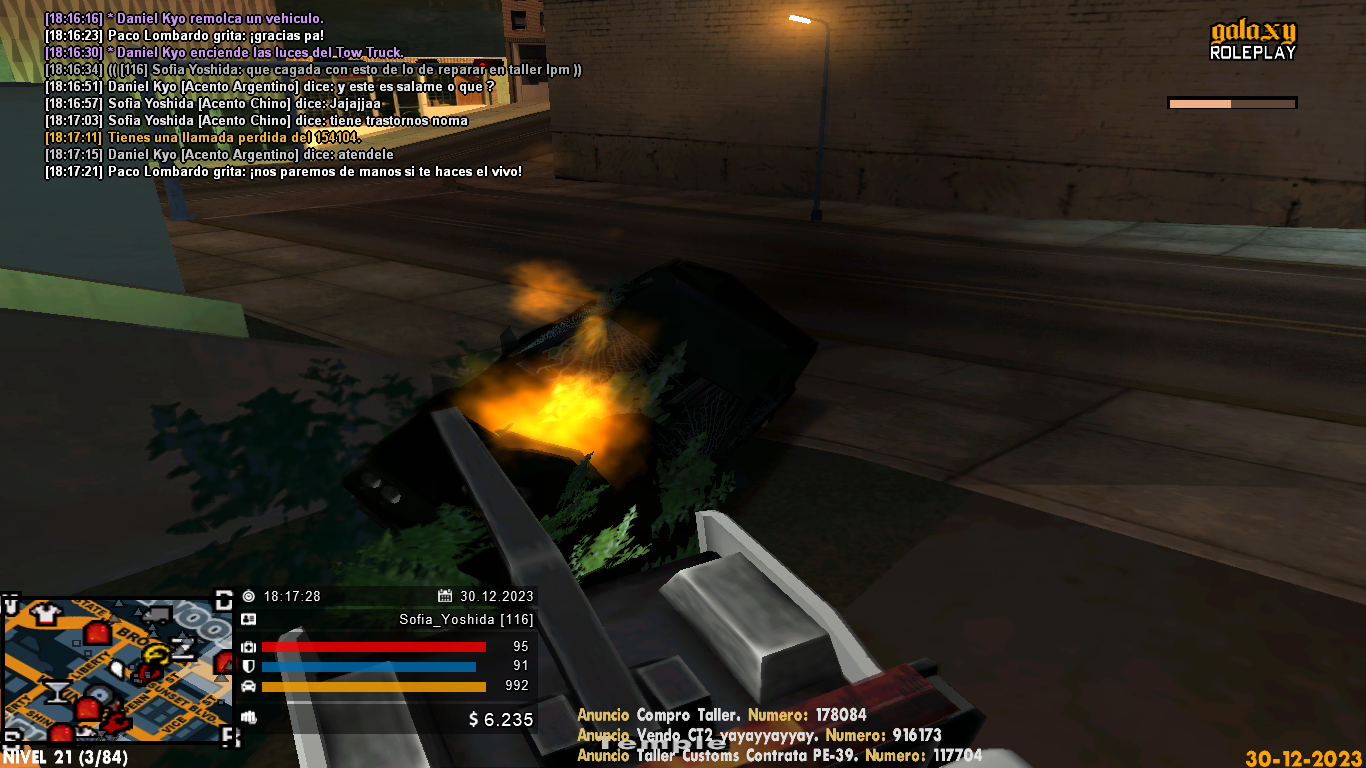 [18:16:16] * Daniel Kyo remolca un vehiculo.
[18:16:23] Paco Lombardo grita: ¡gracias pa!
[18:16:30] * Daniel Kyo enciende las luces del Tow Truck.
[18:16:34] (( [116] Sofia Yoshida: que cagada con esto de lo de reparar en taller lpm ))
[18:16:51] Daniel Kyo [Acento Argentino] dice: y este es salame o que ?
[18:16:57] Sofia Yoshida [Acento Chino] dice: Jajajjaa
[18:17:03] Sofia Yoshida [Acento Chino] dice: tiene trastornos noma
[18:17:11] Tienes una llamada perdida del 154104.
[18:17:15] Daniel Kyo [Acento Argentino] dice: atendele
[18:17:21] Paco Lombardo grita: ¡nos paremos de manos si te haces el vivo!
galaxy
ROLEPLAY
18:17:28 30.12.2023
Sofia_Yoshida [116]
95
91
992
$ 6.235
STATE
BRO
LIBERTY
SUNSET BLVD
VICE
NIVEL 21 (3/84)
Anuncio Compro Taller. Numero: 178084
Anuncio Vendo CT2 yayayyayyay. Numero: 916173
Temple
Anuncio Taller Customs Contrata PE-39. Numero: 117704
30-12-2023